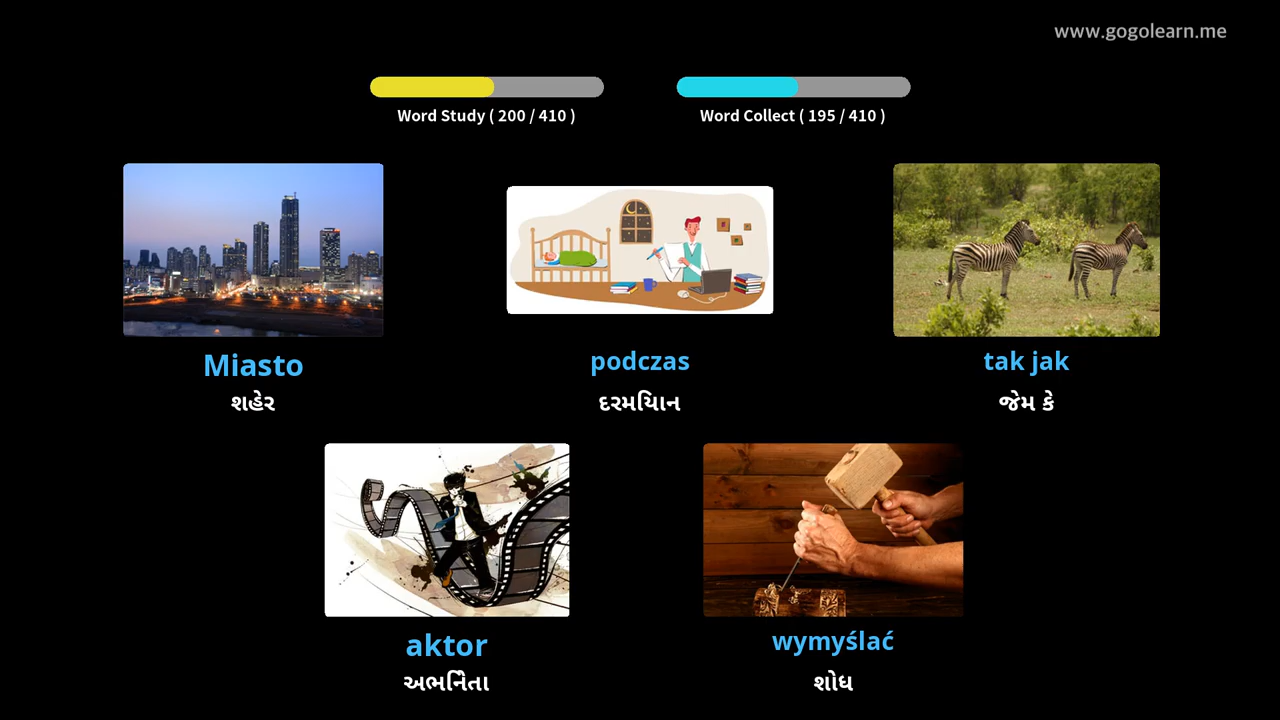 www.gogolearn.me
Word Study ( 200 / 410 )
Word Collect ( 195 / 410 )
Miasto
શહેર
podczas
દરમિયાન
tak jak
જેમ કે
aktor
અભિનેતા
wymyślać
શોધ